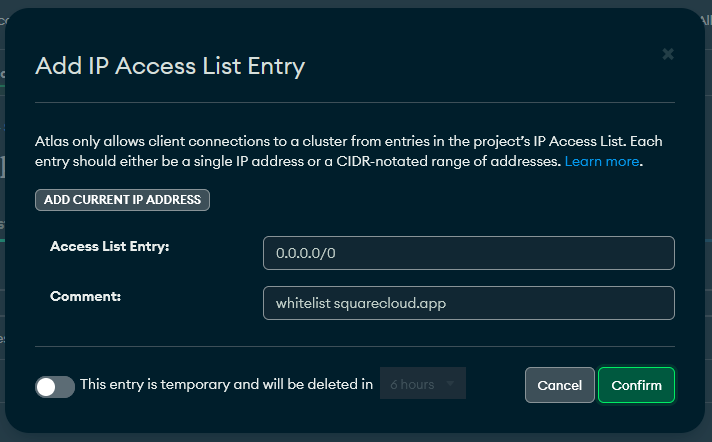 Add IP Access List Entry
Atlas only allows client connections to a cluster from entries in the project's IP Access List. Each
entry should either be a single IP address or a CIDR-notated range of addresses. Learn more.
ADD CURRENT IP ADDRESS
Access List Entry:
0.0.0.0/0
Comment:
whitelist squarecloud.app
This entry is temporary and will be deleted in 6 hours
Cancel
Confirm